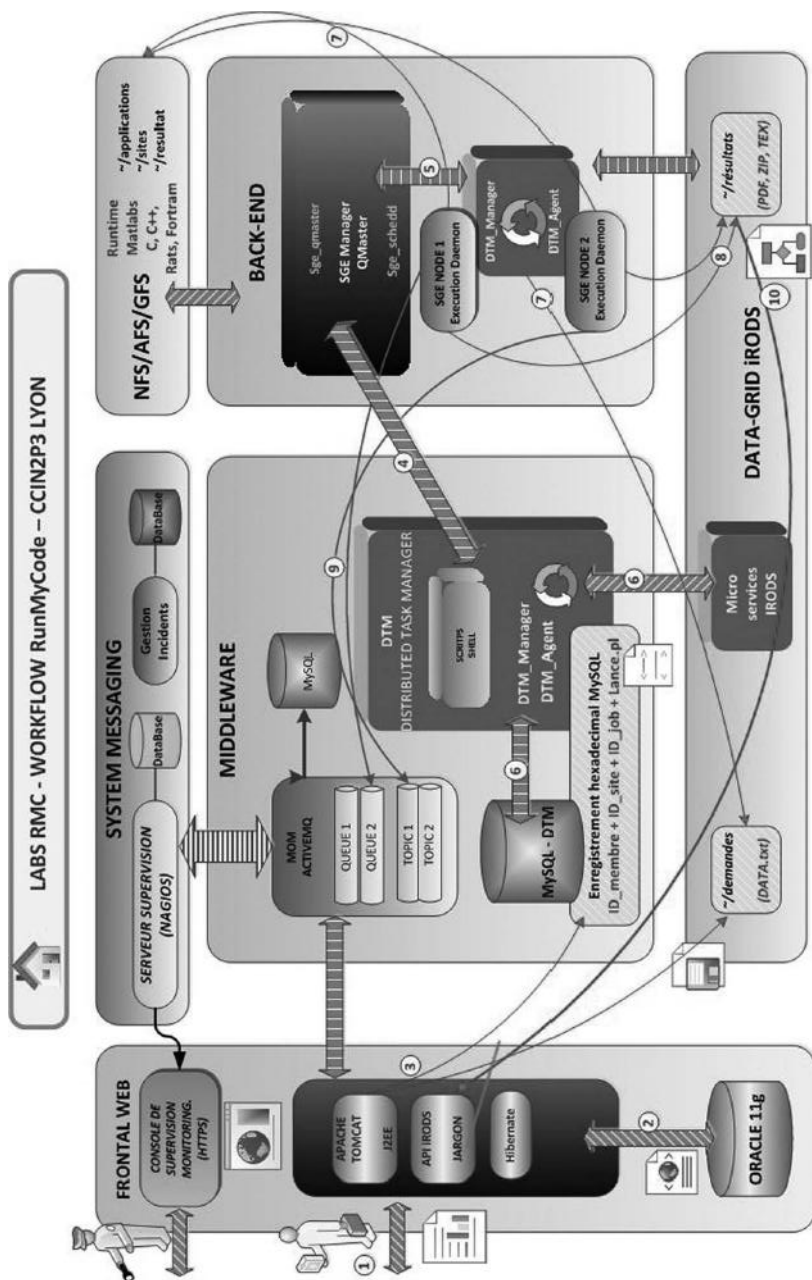 LABS RMC - WORKFLOW RunMyCode – CCIN2P3 LYON
FRONTAL WEB
CONSOLE DE
SUPERVISION
MONITORING.
(HTTPS)
1
APACHE
TOMCAT
J2EE
API iRODS
JARGON
Hibernate
3
2
ORACLE 11g
SYSTEM MESSAGING
SERVEUR SUPERVISION
(NAGIOS)
DataBase
Gestion
Incidents
DataBase
MIDDLEWARE
MOM
ACTIVEMQ
QUEUE 1
QUEUE 2
TOPIC 1
TOPIC 2
MySQL
9
4
DTM
DISTRIBUTED TASK MANAGER
SCRITPS
SHELL
DTM_Manager
DTM_Agent
6
6
MySQL - DTM
Enregistrement hexadecimal MySQL
ID_membre + ID_site + ID_job + Lance.pl
NFS/AFS/GFS
Runtime
Matlabs
C, C++,
Rats, Fortram
~/applications
~/sites
~/resultat
7
BACK-END
Sge_qmaster
SGE Manager
QMaster
Sge_schedd
5
SGE NODE 1
Execution Daemon
DTM_Manager
DTM_Agent
7
SGE NODE 2
Execution Daemon
8
DATA-GRID iRODS
~/demandes
(DATA.txt)
Micro
services
IRODS
10
~/résultats
(PDF, ZIP, TEX)